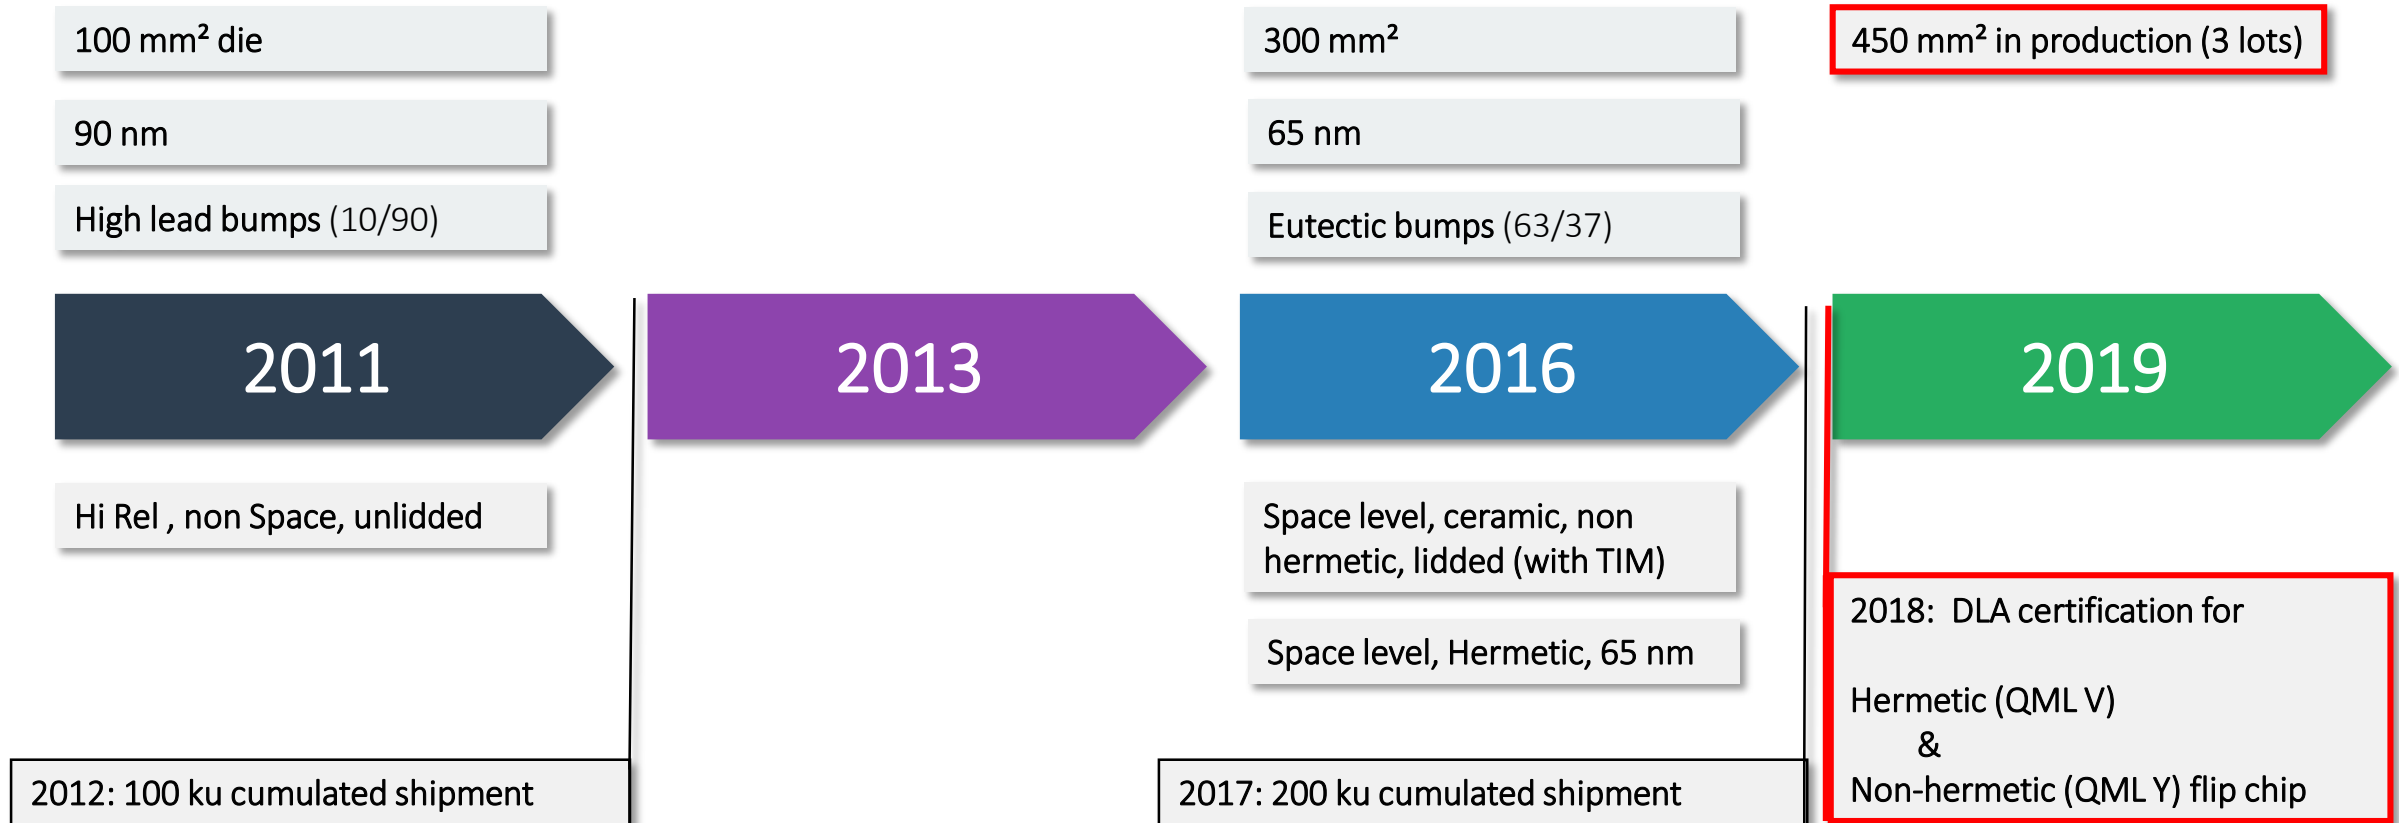 100 mm² die
300 mm²
450 mm² in production (3 lots)
90 nm
65 nm
High lead bumps (10/90)
Eutectic bumps (63/37)
2011
2013
2016
2019
Hi Rel , non Space, unlidded
Space level, ceramic, non
hermetic, lidded (with TIM)
Space level, Hermetic, 65 nm
2018:  DLA certification for
Hermetic (QML V)
&
Non-hermetic (QML Y) flip chip
2012: 100 ku cumulated shipment
2017: 200 ku cumulated shipment